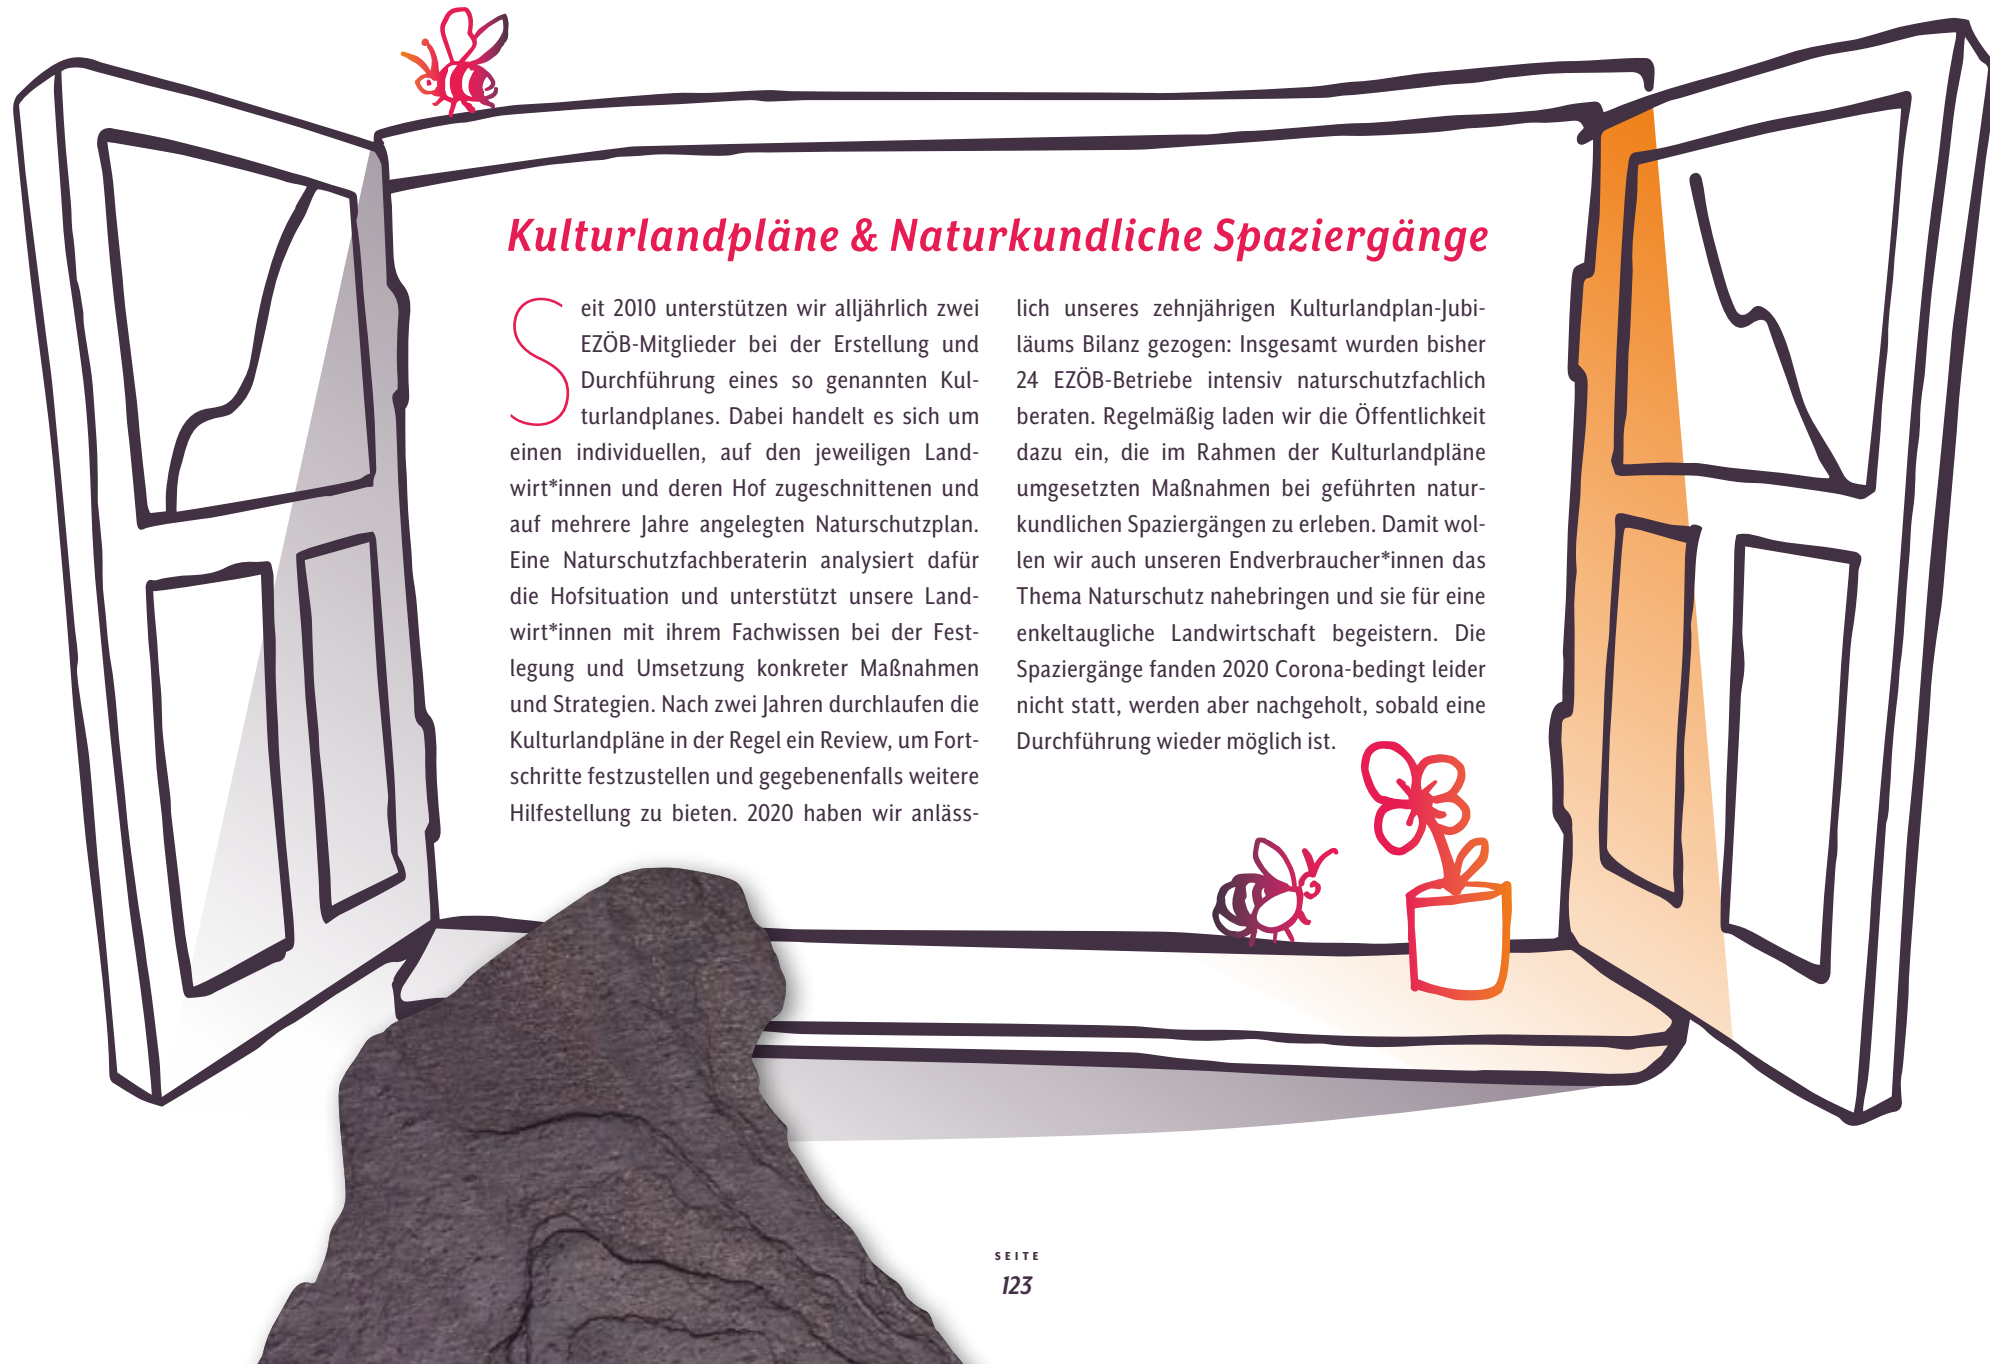 Kulturlandpläne & Naturkundliche Spaziergänge
Seit 2010 unterstützen wir alljährlich zwei
EZÖB-Mitglieder bei der Erstellung und
Durchführung eines so genannten Kul-
turlandplanes. Dabei handelt es sich um
einen individuellen, auf den jeweiligen Land-
wirt*innen und deren Hof zugeschnittenen und
auf mehrere Jahre angelegten Naturschutzplan.
Eine Naturschutzfachberaterin analysiert dafür
die Hofsituation und unterstützt unsere Land-
wirt*innen mit ihrem Fachwissen bei der Fest-
legung und Umsetzung konkreter Maßnahmen
und Strategien. Nach zwei Jahren durchlaufen die
Kulturlandpläne in der Regel ein Review, um Fort-
schritte festzustellen und gegebenenfalls weitere
Hilfestellung zu bieten. 2020 haben wir anläss-
lich unseres zehnjährigen Kulturlandplan-Jubi-
läums Bilanz gezogen: Insgesamt wurden bisher
24 EZÖB-Betriebe intensiv naturschutzfachlich
beraten. Regelmäßig laden wir die Öffentlichkeit
dazu ein, die im Rahmen der Kulturlandpläne
umgesetzten Maßnahmen bei geführten natur-
kundlichen Spaziergängen zu erleben. Damit wol-
len wir auch unseren Endverbraucher*innen das
Thema Naturschutz nahebringen und sie für eine
enkeltaugliche Landwirtschaft begeistern. Die
Spaziergänge fanden 2020 Corona-bedingt leider
nicht statt, werden aber nachgeholt, sobald eine
Durchführung wieder möglich ist.
SEITE
123